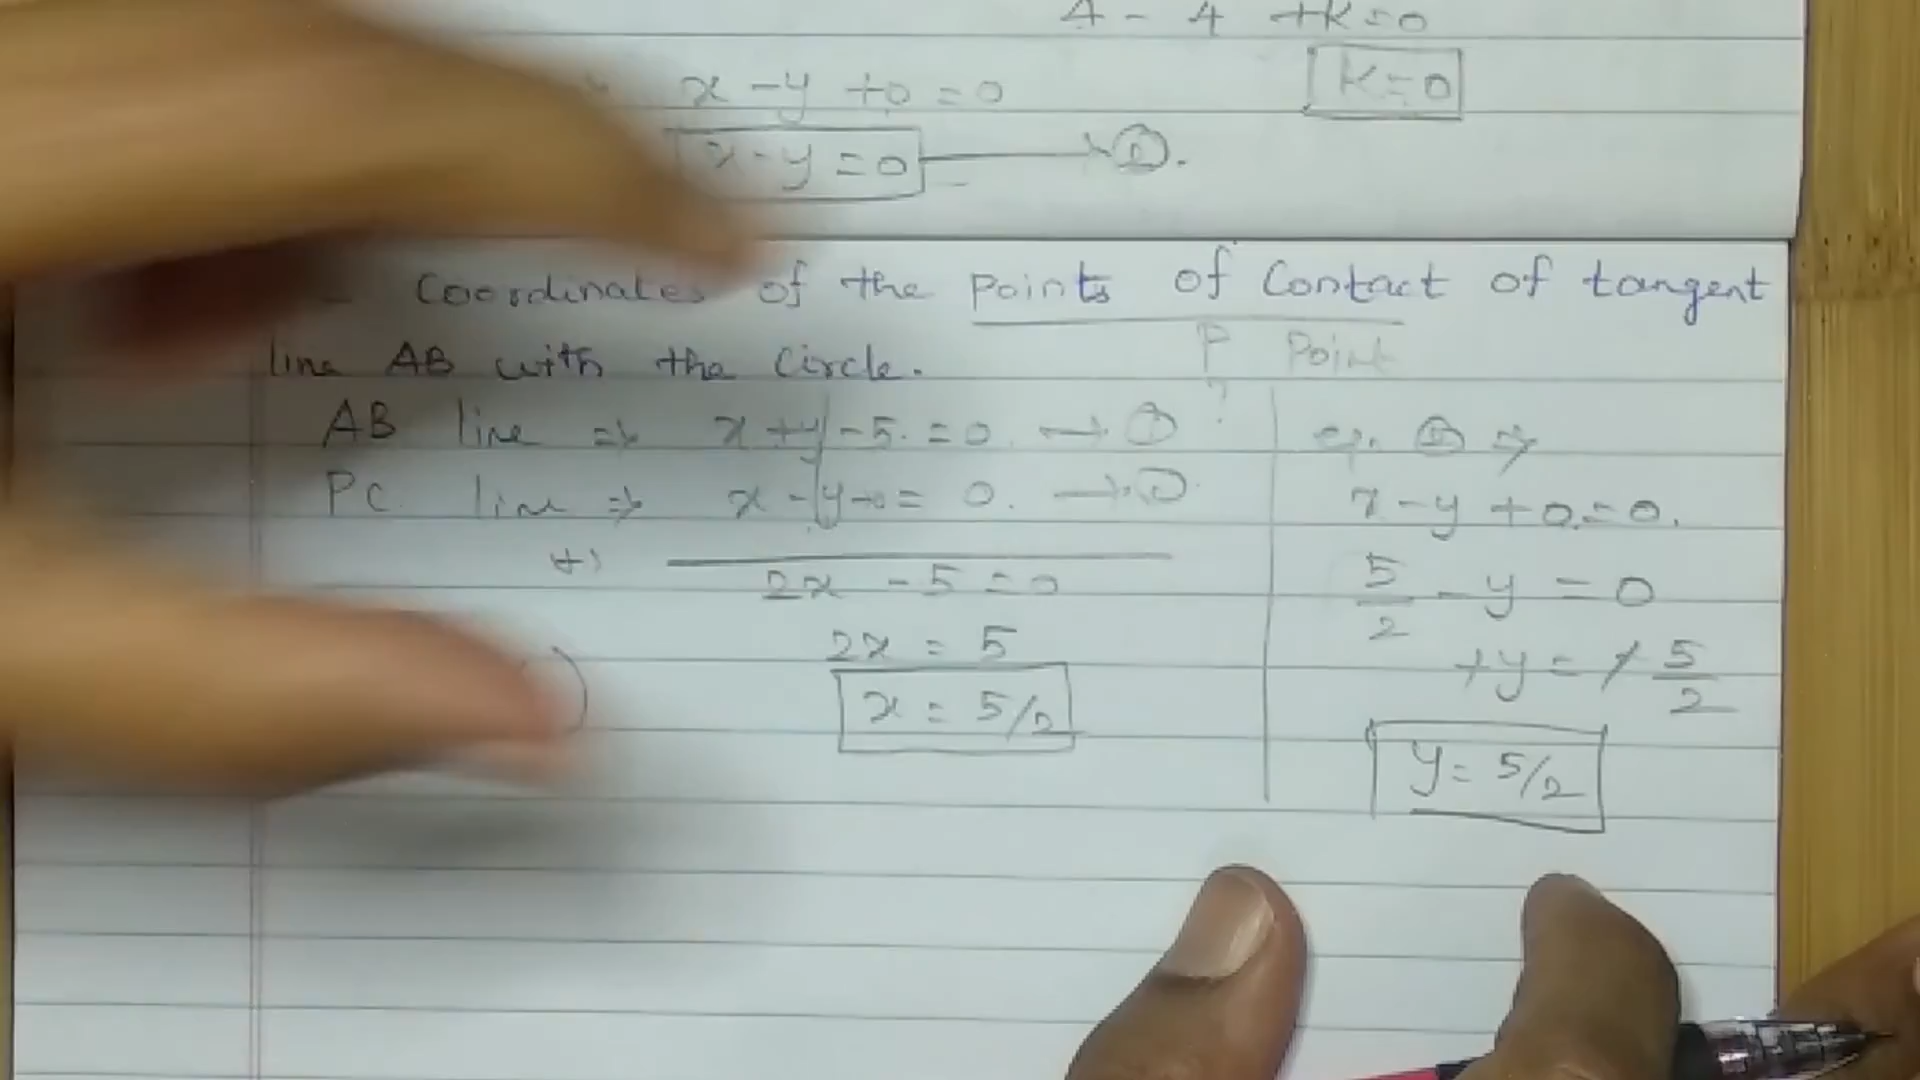 4 - 4 + k = 0
x - y + 0 = 0
k = 0
x - y = 0 → ②.
Coordinates of the Points of Contact of tangent
line AB with the Circle. P Point
AB line ⇒ x + y - 5 = 0. → ① ?
PC line ⇒ x - y + 0 = 0. → ②
(+)
2x - 5 = 0
2x = 5
x = 5/2
eq. ② ⇒
x - y + 0 = 0.
5/2 - y = 0
+y = + 5/2
y = 5/2